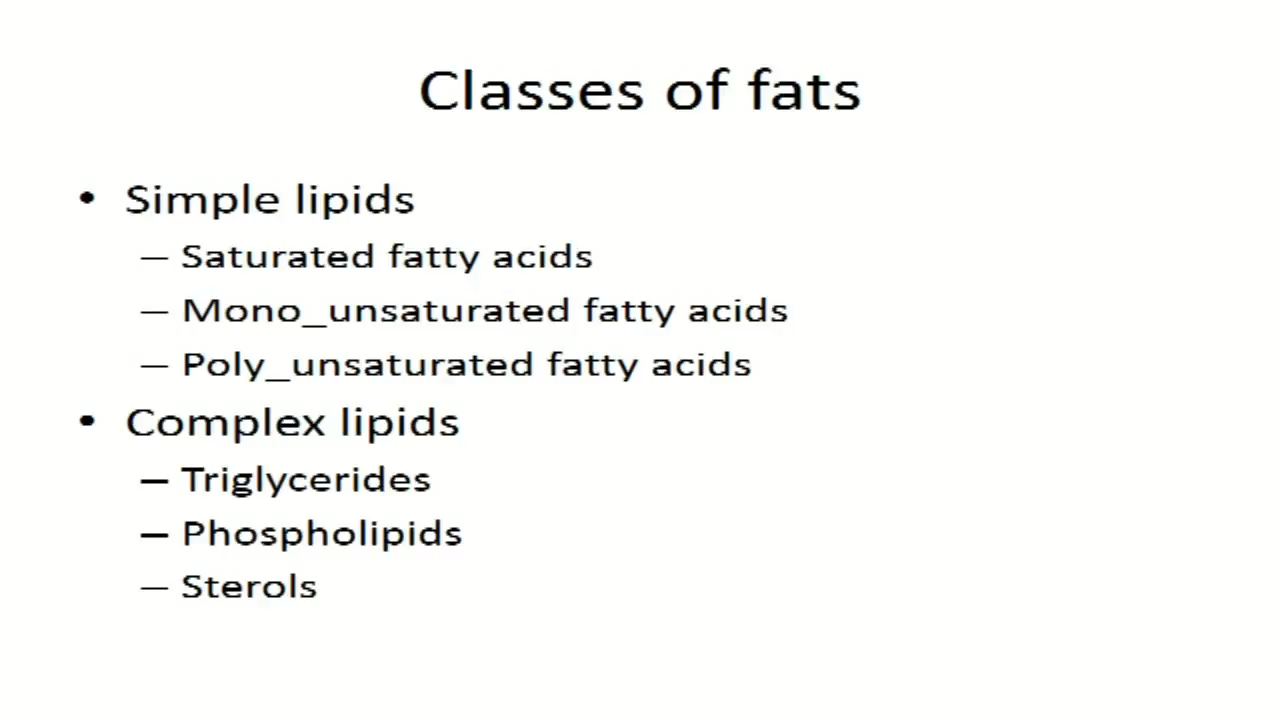 Classes of fats
• Simple lipids
– Saturated fatty acids
– Mono_unsaturated fatty acids
– Poly_unsaturated fatty acids
• Complex lipids
– Triglycerides
– Phospholipids
– Sterols